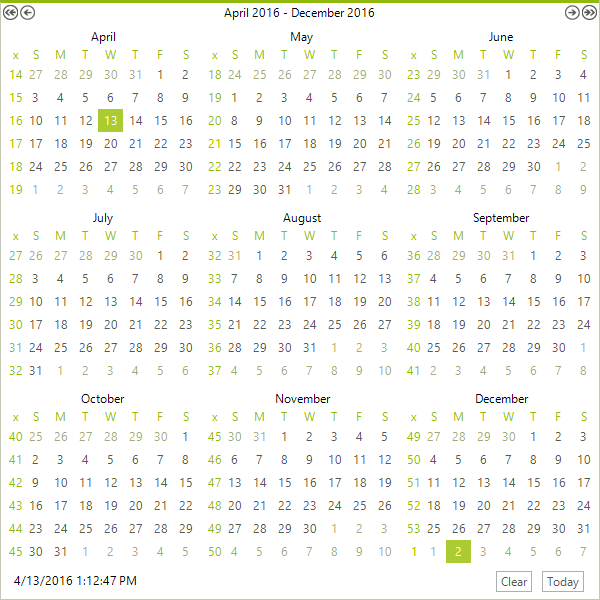 April 2016 - December 2016
April May June
x S M T W T F S x S M T W T F S x S M T W T F S
14 27 28 29 30 31 1 2 18 24 25 26 27 28 29 30 23 29 30 31 1 2 3 4
15 3 4 5 6 7 8 9 19 1 2 3 4 5 6 7 24 5 6 7 8 9 10 11
16 10 11 12 13 14 15 16 20 8 9 10 11 12 13 14 25 12 13 14 15 16 17 18
17 17 18 19 20 21 22 23 21 15 16 17 18 19 20 21 26 19 20 21 22 23 24 25
18 24 25 26 27 28 29 30 22 22 23 24 25 26 27 28 27 26 27 28 29 30 1 2
19 1 2 3 4 5 6 7 23 29 30 31 1 2 3 4 28 3 4 5 6 7 8 9
July August September
x S M T W T F S x S M T W T F S x S M T W T F S
27 26 27 28 29 30 1 2 32 31 1 2 3 4 5 6 36 28 29 30 31 1 2 3
28 3 4 5 6 7 8 9 33 7 8 9 10 11 12 13 37 4 5 6 7 8 9 10
29 10 11 12 13 14 15 16 34 14 15 16 17 18 19 20 38 11 12 13 14 15 16 17
30 17 18 19 20 21 22 23 35 21 22 23 24 25 26 27 39 18 19 20 21 22 23 24
31 24 25 26 27 28 29 30 36 28 29 30 31 1 2 3 40 25 26 27 28 29 30 1
32 31 1 2 3 4 5 6 37 4 5 6 7 8 9 10 41 2 3 4 5 6 7 8
October November December
x S M T W T F S x S M T W T F S x S M T W T F S
40 25 26 27 28 29 30 1 45 30 31 1 2 3 4 5 49 27 28 29 30 1 2 3
41 2 3 4 5 6 7 8 46 6 7 8 9 10 11 12 50 4 5 6 7 8 9 10
42 9 10 11 12 13 14 15 47 13 14 15 16 17 18 19 51 11 12 13 14 15 16 17
43 16 17 18 19 20 21 22 48 20 21 22 23 24 25 26 52 18 19 20 21 22 23 24
44 23 24 25 26 27 28 29 49 27 28 29 30 1 2 3 53 25 26 27 28 29 30 31
45 30 31 1 2 3 4 5 50 4 5 6 7 8 9 10 1 1 2 3 4 5 6 7
4/13/2016 1:12:47 PM Clear Today